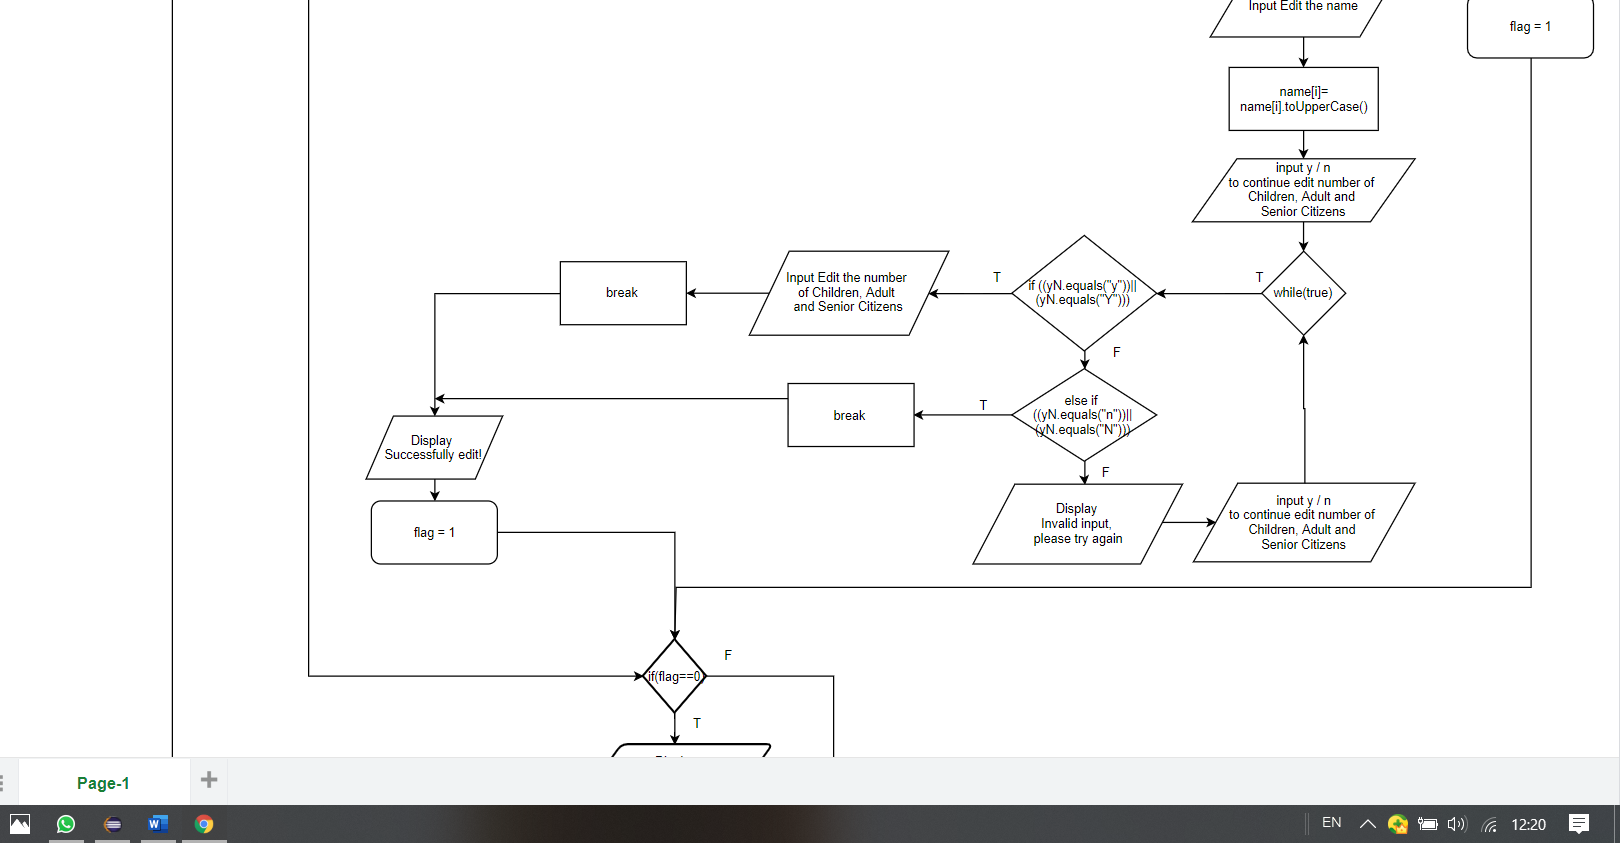 Input Edit the name
flag = 1
name[i]=
name[i].toUpperCase()
input y / n
to continue edit number of
Children, Adult and
Senior Citizens
T
while(true)
T
if ((yN.equals("y"))||
(yN.equals("Y")))
Input Edit the number
of Children, Adult
and Senior Citizens
break
F
T
else if
((yN.equals("n"))||
(yN.equals("N")))
break
Display
Successfully edit!
F
Display
Invalid input,
please try again
input y / n
to continue edit number of
Children, Adult and
Senior Citizens
flag = 1
F
if(flag==0)
T
Page-1
EN
12:20